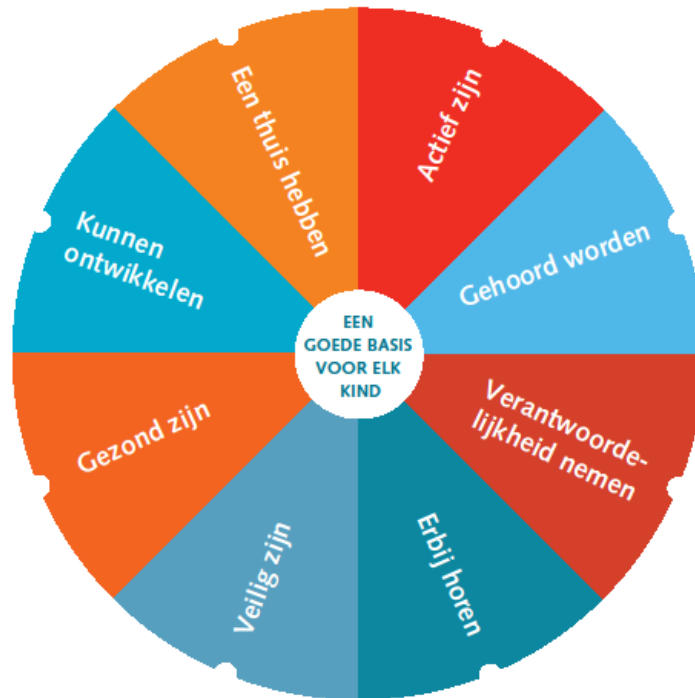 Een thuis hebben
Actief zijn
Gehoord worden
Verantwoorde-
lijkheid nemen
Erbij horen
Veilig zijn
Gezond zijn
Kunnen
ontwikkelen
EEN
GOEDE BASIS
VOOR ELK
KIND